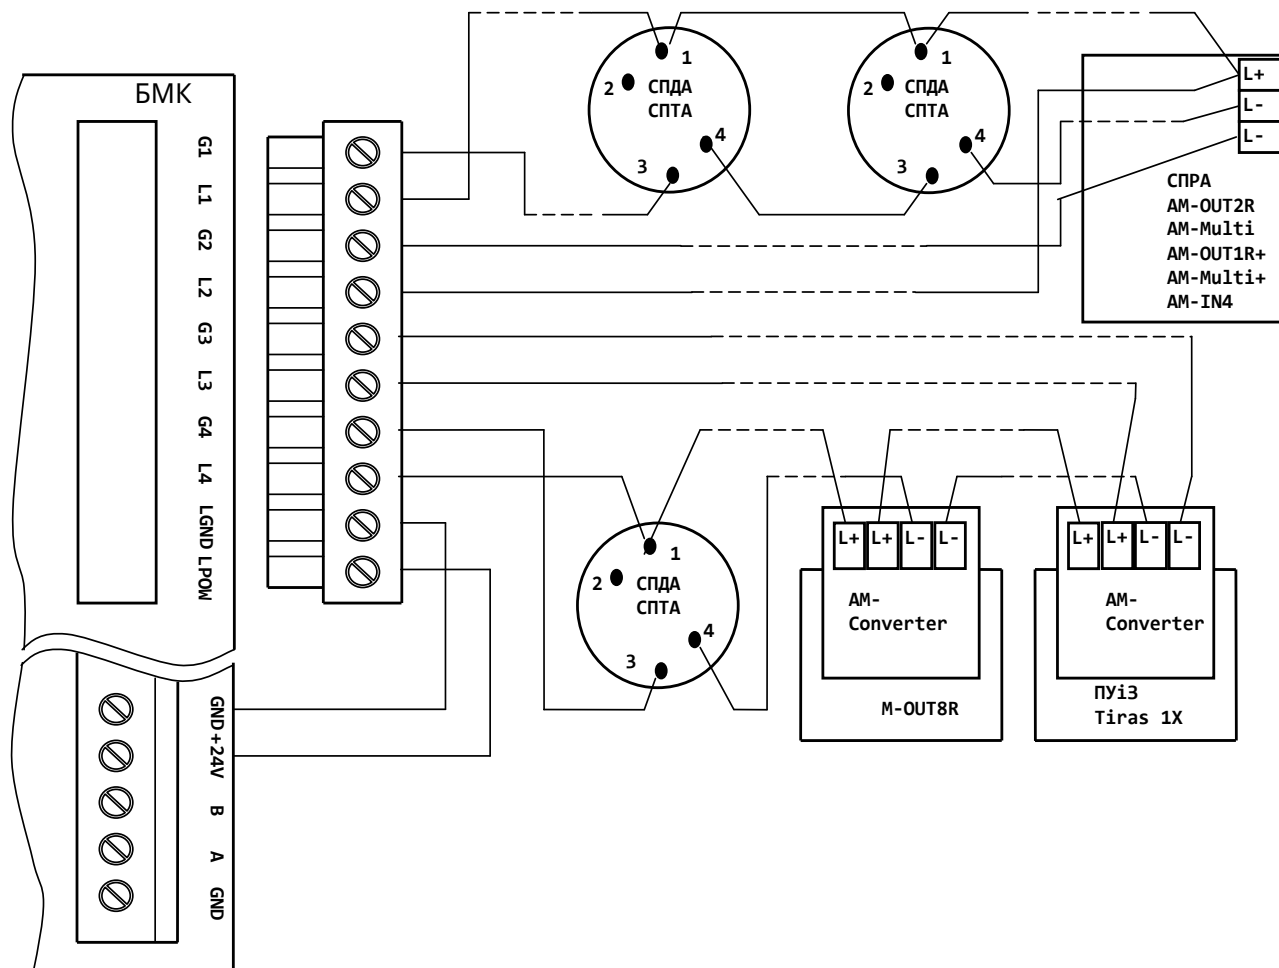 БМК
G1
L1
G2
L2
G3
L3
G4
L4
LGND
LPOW
GND
+24V
B
A
GND
1
2
СПДА
СПТА
4
3
1
2
СПДА
СПТА
4
3
L+
L-
L-
СПРА
AM-OUT2R
AM-Multi
AM-OUT1R+
AM-Multi+
AM-IN4
1
2
СПДА
СПТА
4
3
L+ L+ L- L-
AM-
Converter
M-OUT8R
L+ L+ L- L-
AM-
Converter
ПУіЗ
Tiras 1X